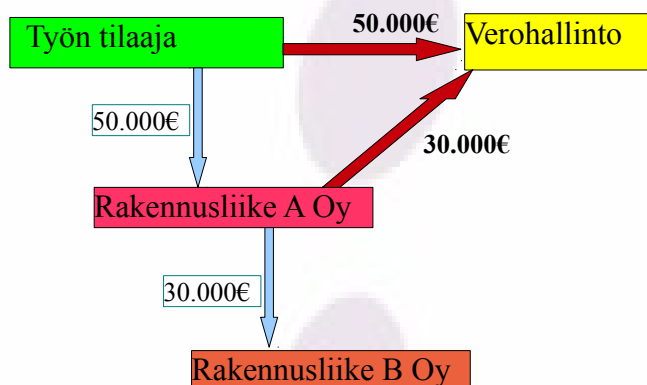 Työn tilaaja
50.000€
Verohallinto
50.000€
30.000€
Rakennusliike A Oy
30.000€
Rakennusliike B Oy